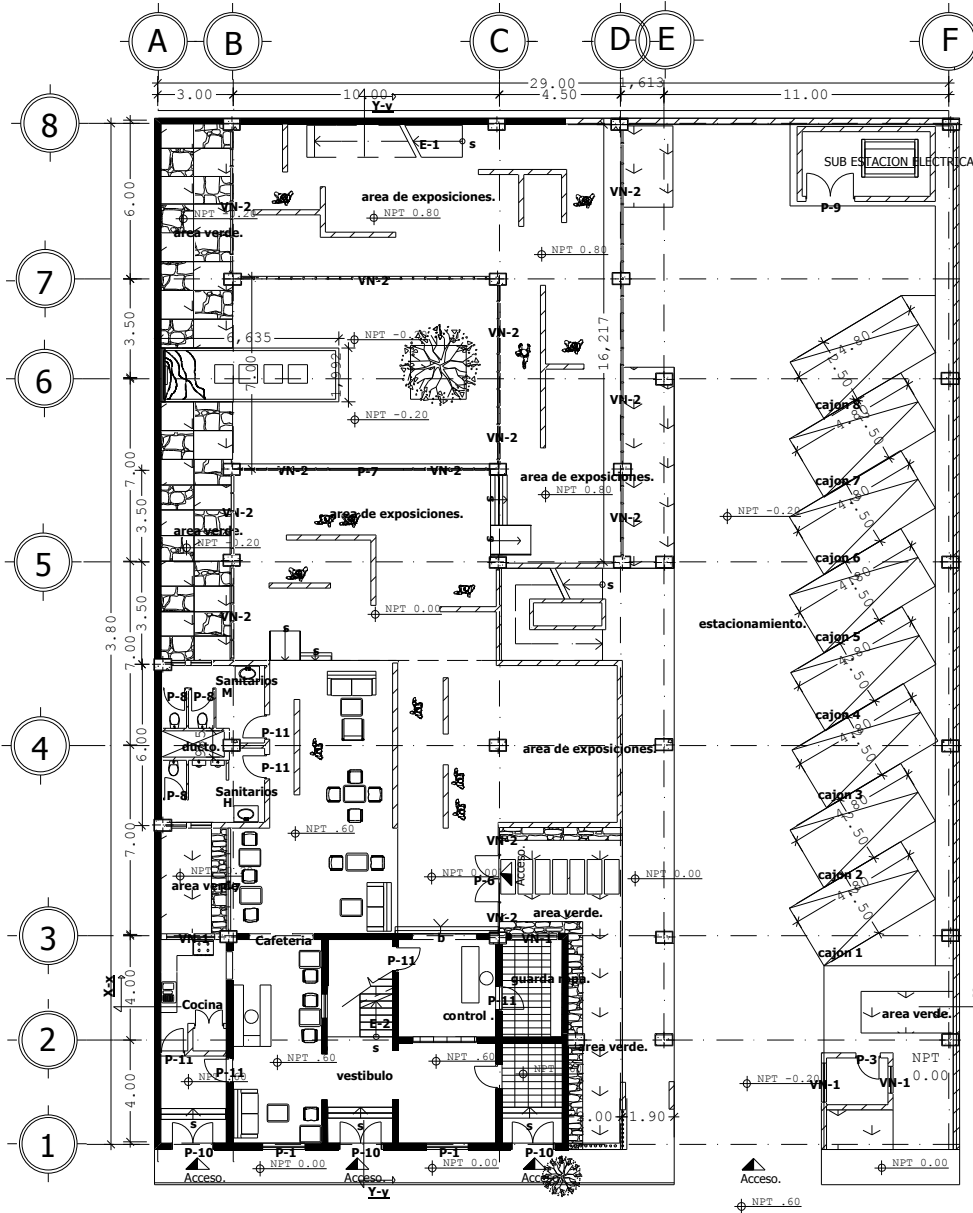 A B C D E F
29.00 1,613
3.00 10.00 4.50 11.00
Y-y
8
E-1 s
SUB ESTACION ELECTRICA
area de exposiciones.
VN-2 VN-2
NPT -0.20 NPT 0.80
P-9
area verde.
6.00
NPT 0.80
7
VN-2
3.50
VN-2
6,635
16,217
7.00 1,992
4.80
6
2.50
NPT -0.20
VN-2
cajon 8
VN-2
VN-2 P-7 VN-2
area de exposiciones.
cajon 7
7.00
NPT 0.80
VN-2 area de exposiciones. s VN-2
NPT -0.20
area verde.
3.50
NPT -0.20
s
cajon 6
5
s
3.80
3.50
NPT 0.00
VN-2
estacionamiento.
s s
cajon 5
7.00
Sanitarios
M
P-8 P-8
cajon 4
P-11
ducto.
area de exposiciones.
4
6.00
P-11
Sanitarios
H
P-8
cajon 3
NPT .60
7.00
VN-2
Acceso.
P-6
NPT 0.00 NPT 0.00
cajon 2
area verde.
VN-2
area verde.
3
VN-1 Cafeteria b VN-1
cajon 1
P-11
guarda ropa.
X-x
4.00
Cocina
P-11
control .
E-2
area verde.
2
s
area verde.
P-11
NPT .60 NPT .60
P-3
NPT
0.00
P-11
vestibulo
NPT -0.20
VN-1 VN-1
4.00
1.90
s s s
1
P-10 P-1 P-10 P-1 P-10
NPT 0.00 NPT 0.00 NPT 0.00
Acceso. Acceso. Acceso. Acceso.
Y-y
NPT .60